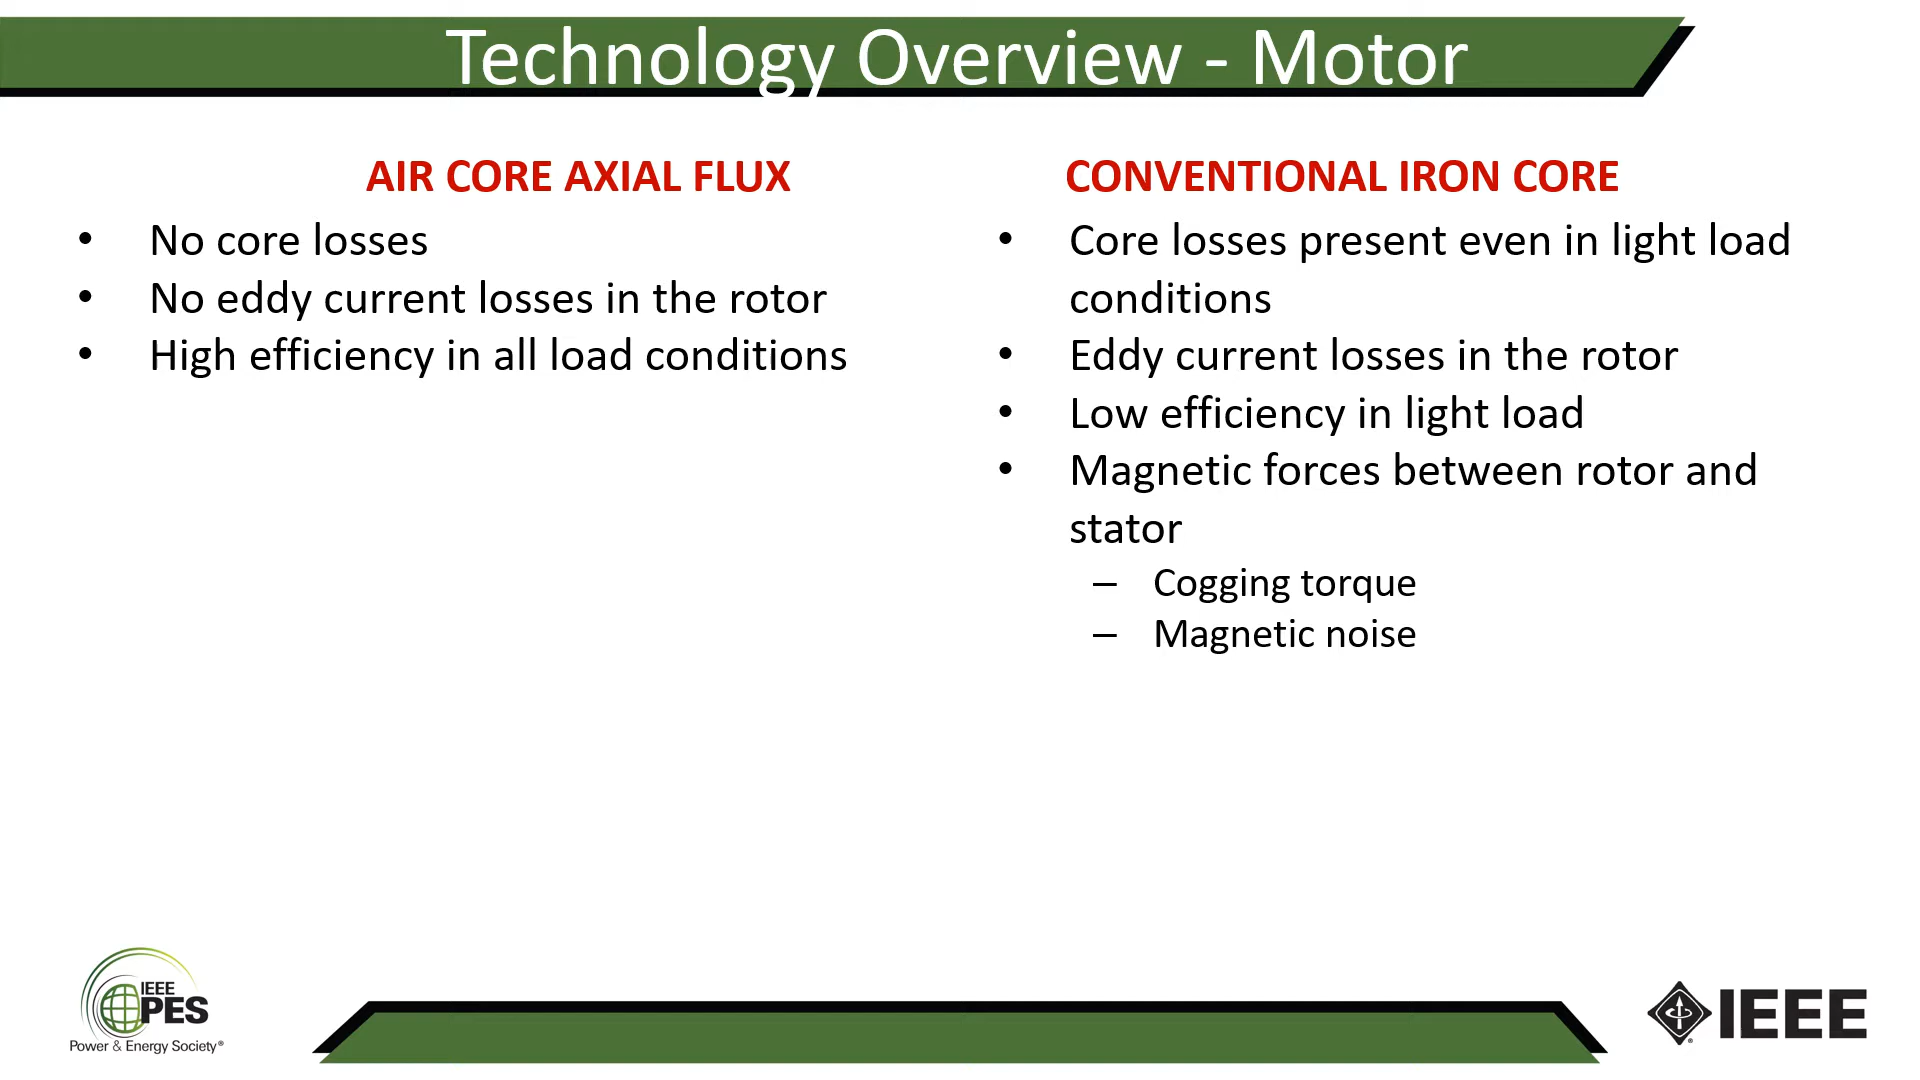 Technology Overview - Motor
AIR CORE AXIAL FLUX
• No core losses
• No eddy current losses in the rotor
• High efficiency in all load conditions
CONVENTIONAL IRON CORE
• Core losses present even in light load
conditions
• Eddy current losses in the rotor
• Low efficiency in light load
• Magnetic forces between rotor and
stator
– Cogging torque
– Magnetic noise
IEEE
PES
Power & Energy Society®
IEEE